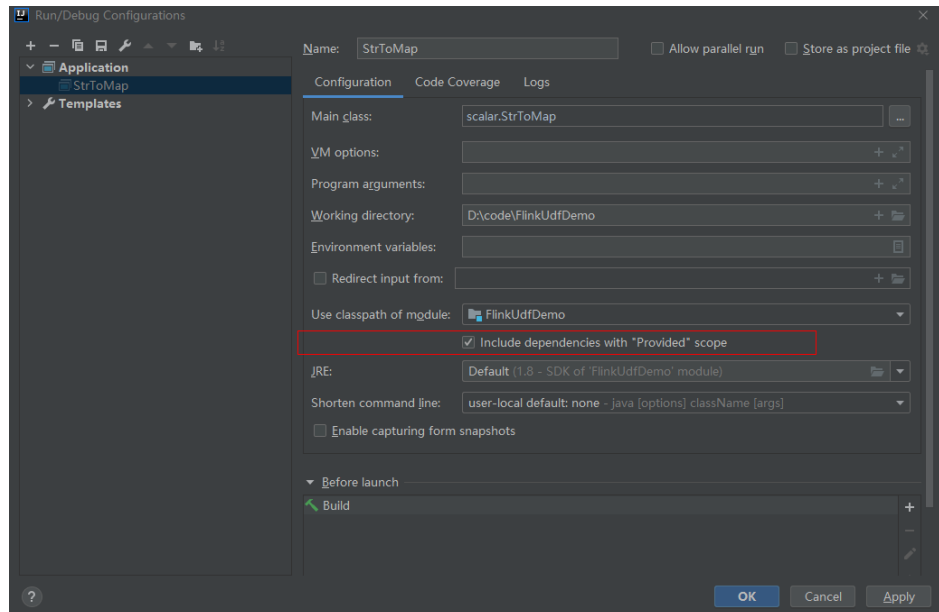 Run/Debug Configurations
Application
StrToMap
Templates
Name: StrToMap Allow parallel run Store as project file
Configuration Code Coverage Logs
Main class: scalar.StrToMap ...
VM options:
Program arguments:
Working directory: D:\code\FlinkUdfDemo
Environment variables:
Redirect input from:
Use classpath of module: FlinkUdfDemo
Include dependencies with "Provided" scope
JRE: Default (1.8 - SDK of 'FlinkUdfDemo' module)
Shorten command line: user-local default: none - java [options] className [args]
Enable capturing form snapshots
Before launch
Build
? OK Cancel Apply